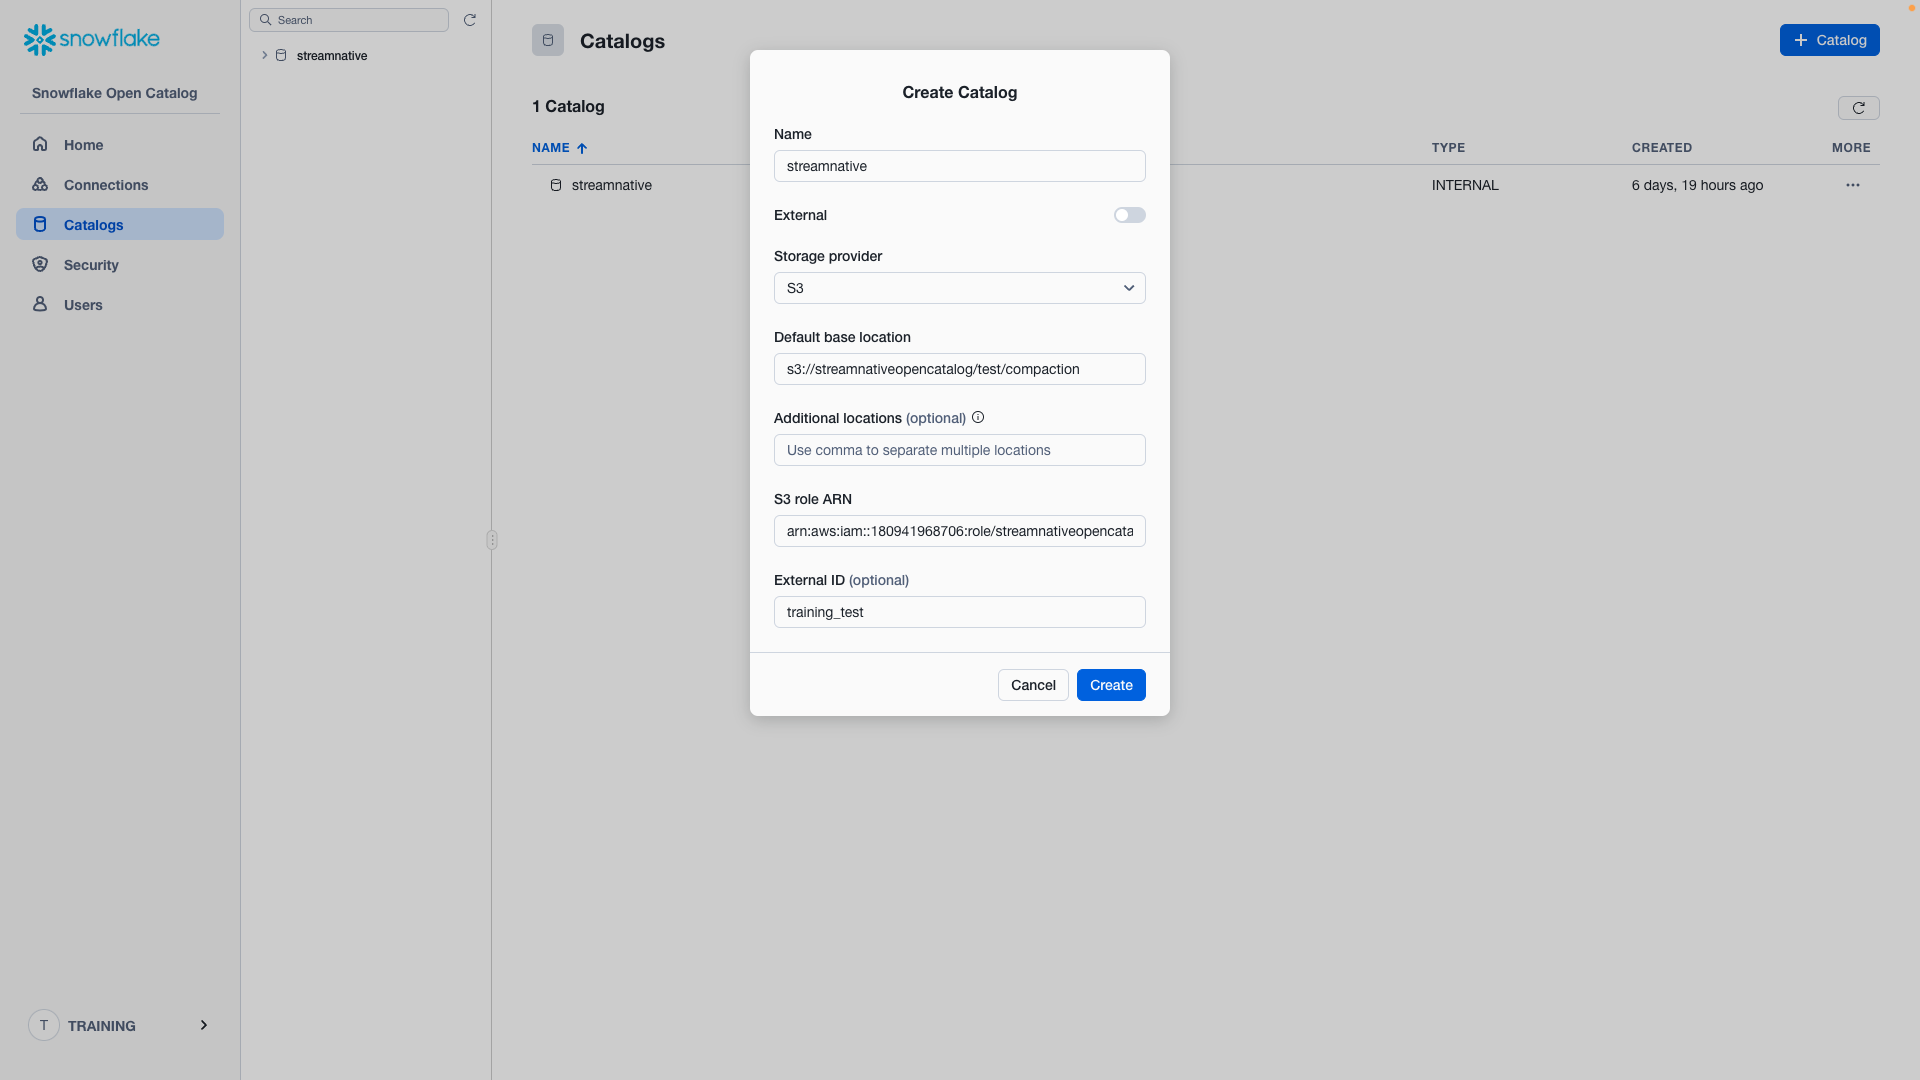 snowflake
Snowflake Open Catalog
Home
Connections
Catalogs
Security
Users
T TRAINING
Search
streamnative
Catalogs
+ Catalog
1 Catalog
NAME TYPE CREATED MORE
streamnative INTERNAL 6 days, 19 hours ago
Create Catalog
Name
streamnative
External
Storage provider
S3
Default base location
s3://streamnativeopencatalog/test/compaction
Additional locations (optional)
Use comma to separate multiple locations
S3 role ARN
arn:aws:iam::180941968706:role/streamnativeopencata
External ID (optional)
training_test
Cancel Create